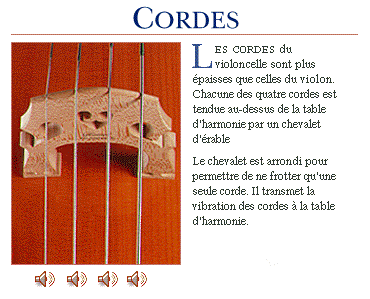 CORDES
LES CORDES du
violoncelle sont plus
épaisses que celles du violon.
Chacune des quatre cordes est
tendue au-dessus de la table
d'harmonie par un chevalet
d'érable
Le chevalet est arrondi pour
permettre de ne frotter qu'une
seule corde. Il transmet la
vibration des cordes à la table
d'harmonie.